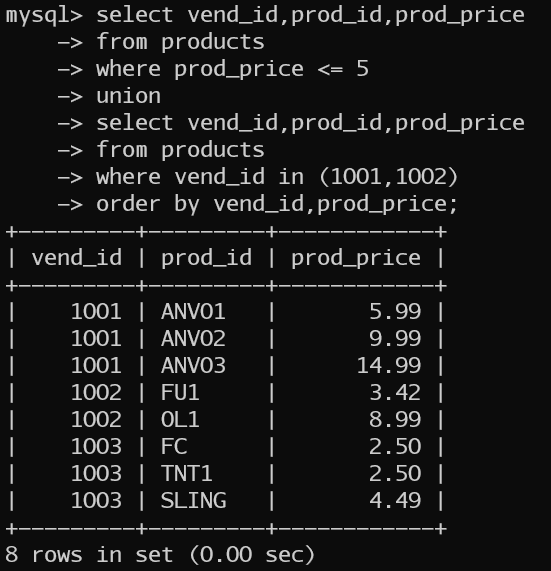 mysql> select vend_id,prod_id,prod_price
    -> from products
    -> where prod_price <= 5
    -> union
    -> select vend_id,prod_id,prod_price
    -> from products
    -> where vend_id in (1001,1002)
    -> order by vend_id,prod_price;
+---------+---------+------------+
| vend_id | prod_id | prod_price |
+---------+---------+------------+
|    1001 | ANV01   |       5.99 |
|    1001 | ANV02   |       9.99 |
|    1001 | ANV03   |      14.99 |
|    1002 | FU1     |       3.42 |
|    1002 | OL1     |       8.99 |
|    1003 | FC      |       2.50 |
|    1003 | TNT1    |       2.50 |
|    1003 | SLING   |       4.49 |
+---------+---------+------------+
8 rows in set (0.00 sec)